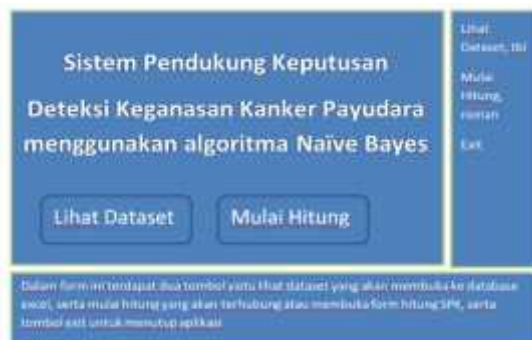 Sistem Pendukung Keputusan
Deteksi Keganasan Kanker Payudara
menggunakan algoritma Naïve Bayes
Lihat Dataset
Mulai Hitung
Lihat
Dataset,
Mulai
Hitung,
Exit
Dalam form ini terdapat dua tombol yaitu lihat dataset yang akan membuka ke database
excel, serta mulai hitung yang akan terhubung atau membuka form hitung SPK, serta
tombol exit untuk menutup aplikasi